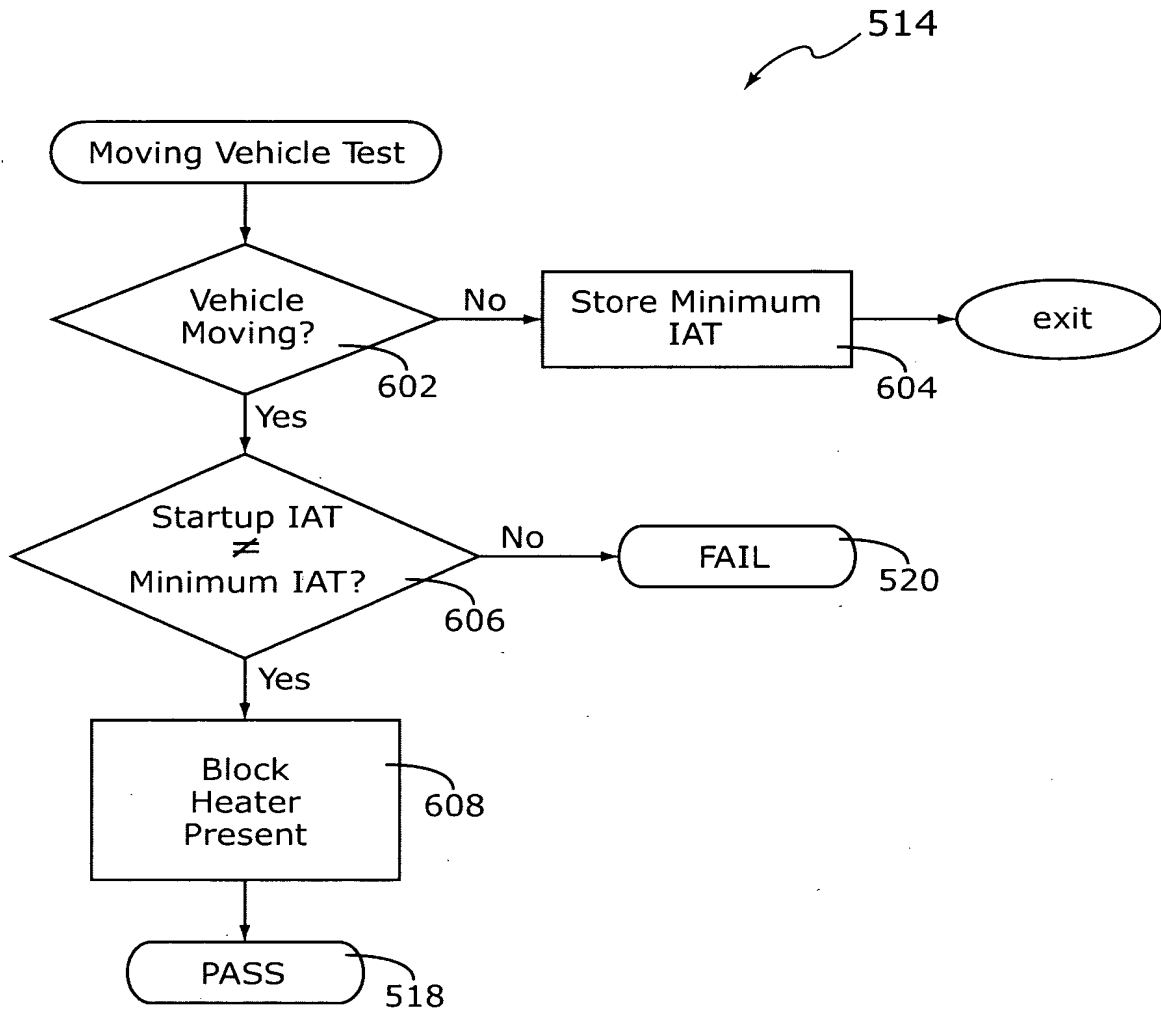 514
Moving Vehicle Test
Vehicle
Moving?
602
No
Store Minimum
IAT
604
exit
Yes
Startup IAT
≠
Minimum IAT?
606
No
FAIL
520
Yes
Block
Heater
Present
608
PASS
518